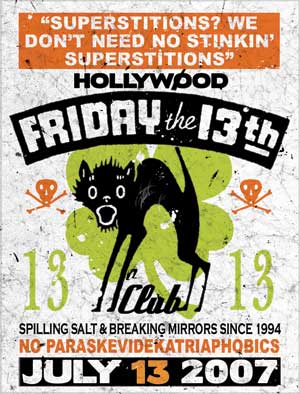 "SUPERSTITIONS? WE
DON'T NEED NO STINKIN'
SUPERSTITIONS"
HOLLYWOOD
FRIDAY the 13th
13 13
Club
SPILLING SALT & BREAKING MIRRORS SINCE 1994
NO PARASKEVIDEKATRIAPHOBICS
JULY 13 2007